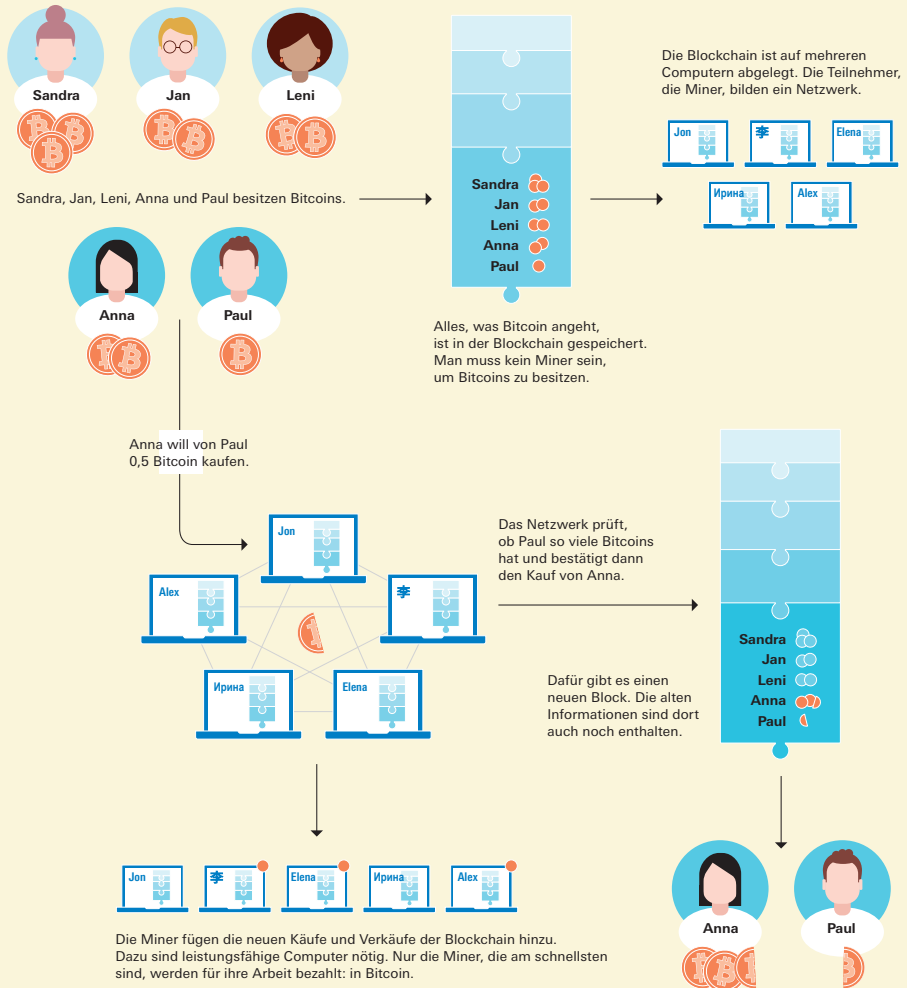 Sandra
Jan
Leni
Sandra, Jan, Leni, Anna und Paul besitzen Bitcoins.
Anna
Paul
Sandra
Jan
Leni
Anna
Paul
Alles, was Bitcoin angeht,
ist in der Blockchain gespeichert.
Man muss kein Miner sein,
um Bitcoins zu besitzen.
Die Blockchain ist auf mehreren
Computern abgelegt. Die Teilnehmer,
die Miner, bilden ein Netzwerk.
Jon
李
Elena
Ирина
Alex
Anna will von Paul
0,5 Bitcoin kaufen.
Jon
Alex
李
Ирина
Elena
Das Netzwerk prüft,
ob Paul so viele Bitcoins
hat und bestätigt dann
den Kauf von Anna.
Dafür gibt es einen
neuen Block. Die alten
Informationen sind dort
auch noch enthalten.
Sandra
Jan
Leni
Anna
Paul
Jon
李
Elena
Ирина
Alex
Die Miner fügen die neuen Käufe und Verkäufe der Blockchain hinzu.
Dazu sind leistungsfähige Computer nötig. Nur die Miner, die am schnellsten
sind, werden für ihre Arbeit bezahlt: in Bitcoin.
Anna
Paul